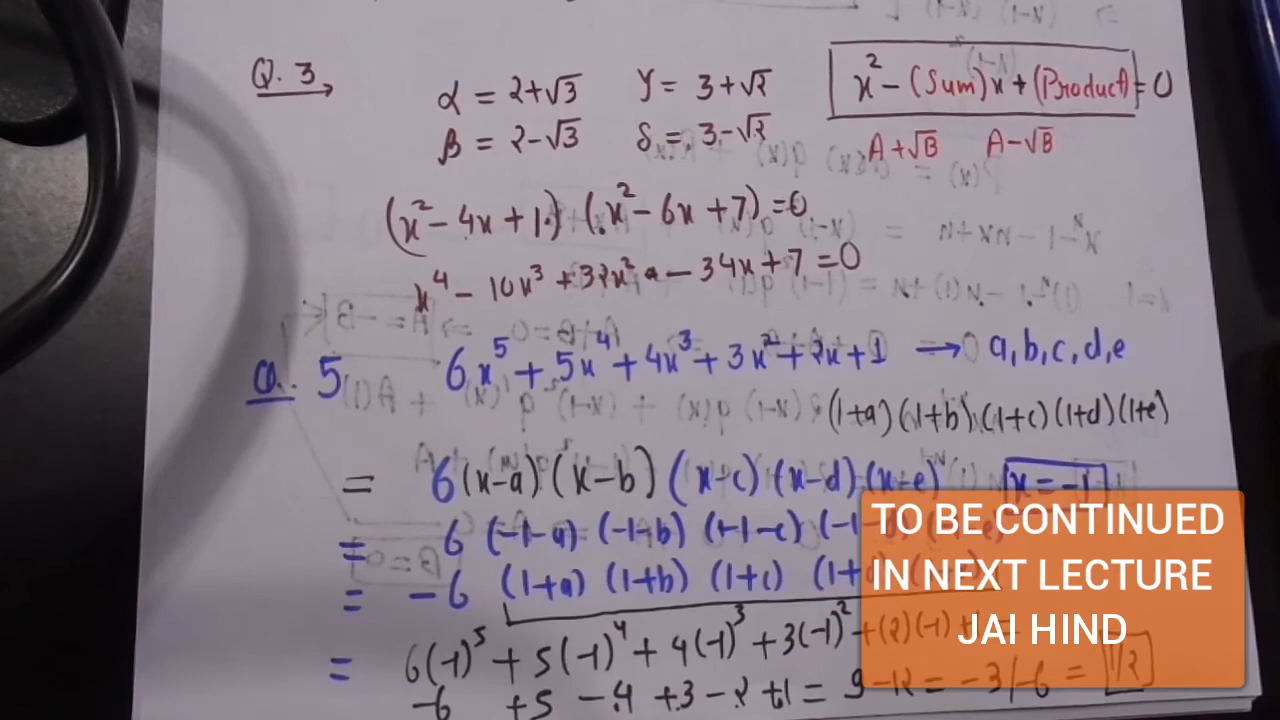 Q. 3
α = 2+√3 γ = 3+√2
β = 2-√3 δ = 3-√2
x² - (Sum)x + (Product) = 0
A+√B A-√B
(x² - 4x + 1) (x² - 6x + 7) = 0
x⁴ - 10x³ + 32x² - 34x + 7 = 0
Q. 5 6x⁵ + 5x⁴ + 4x³ + 3x² + 2x + 1 → a, b, c, d, e
(1+a) (1+b) (1+c) (1+d) (1+e)
= 6 (x-a) (x-b) (x-c) (x-d) (x-e) x = -1
= 6 (-1-a) (-1-b) (-1-c) (-1
= -6 (1+a) (1+b) (1+c) (1+
= 6(-1)⁵ + 5(-1)⁴ + 4(-1)³ + 3(-1)² + (2)(-1) +
-6 +5 -4 +3 -2 +1 = 9 -12 = -3/-6 = 1/2
TO BE CONTINUED
IN NEXT LECTURE
JAI HIND